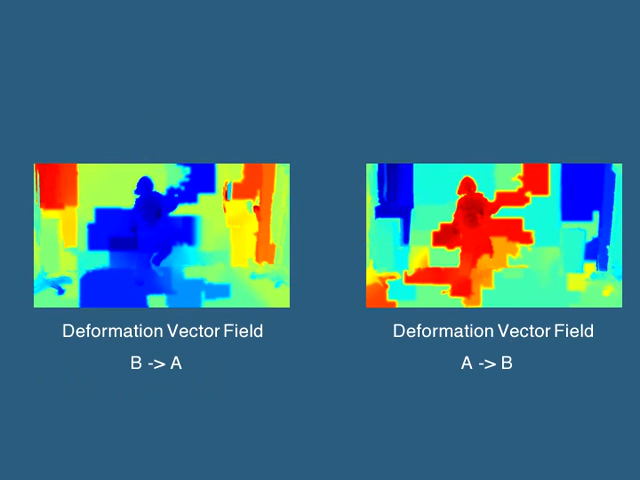 Deformation Vector Field
B -> A
Deformation Vector Field
A -> B